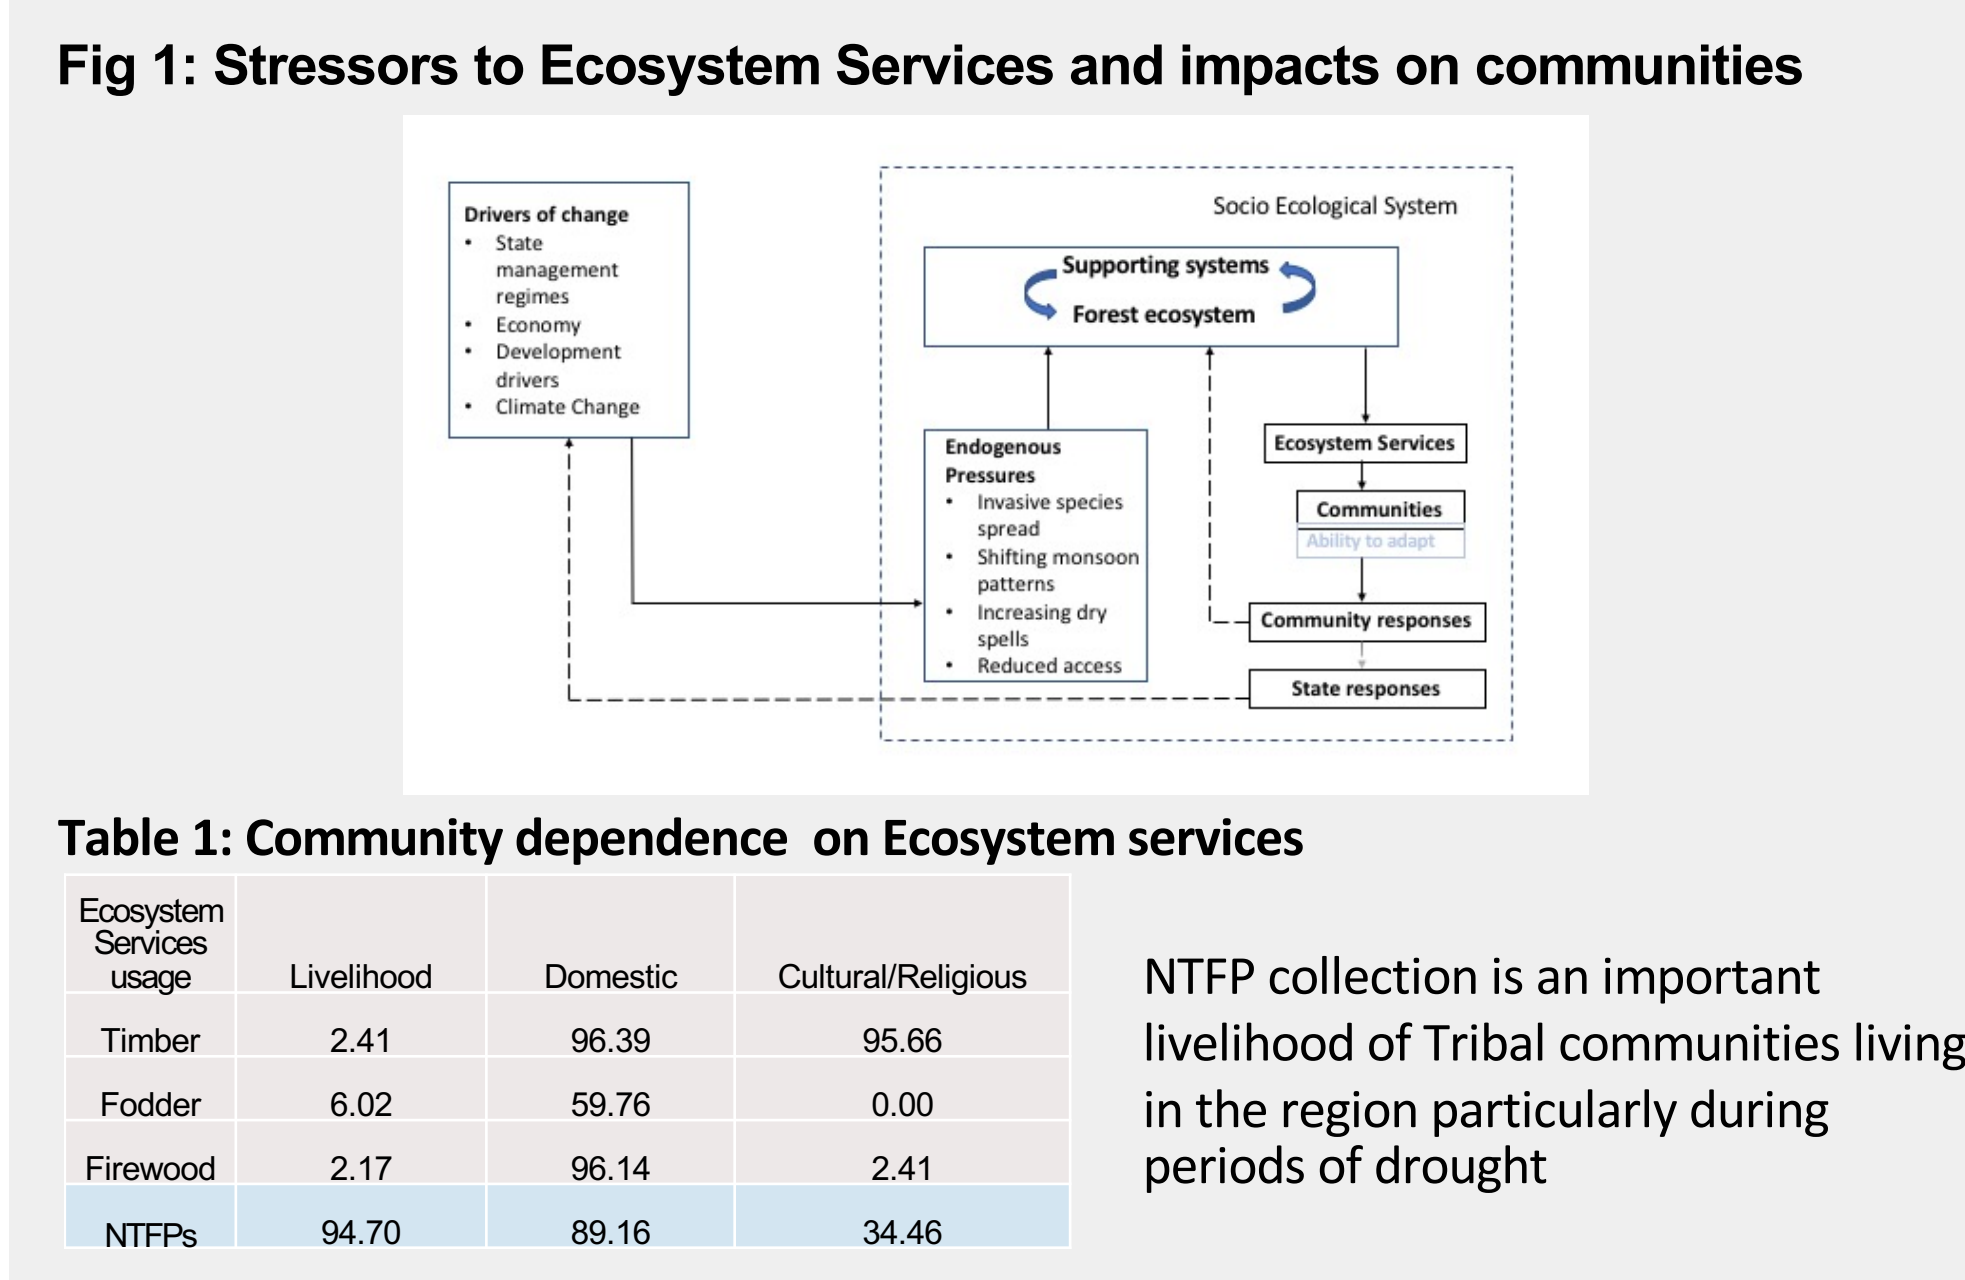 Fig 1: Stressors to Ecosystem Services and impacts on communities
Drivers of change
• State
management
regimes
• Economy
• Development
drivers
• Climate Change
Socio Ecological System
Supporting systems
Forest ecosystem
Endogenous
Pressures
• Invasive species
spread
• Shifting monsoon
patterns
• Increasing dry
spells
• Reduced access
Ecosystem Services
Communities
Ability to adapt
Community responses
State responses
Table 1: Community dependence on Ecosystem services
Ecosystem
Services
usage Livelihood Domestic Cultural/Religious
Timber 2.41 96.39 95.66
Fodder 6.02 59.76 0.00
Firewood 2.17 96.14 2.41
NTFPs 94.70 89.16 34.46
NTFP collection is an important
livelihood of Tribal communities living
in the region particularly during
periods of drought